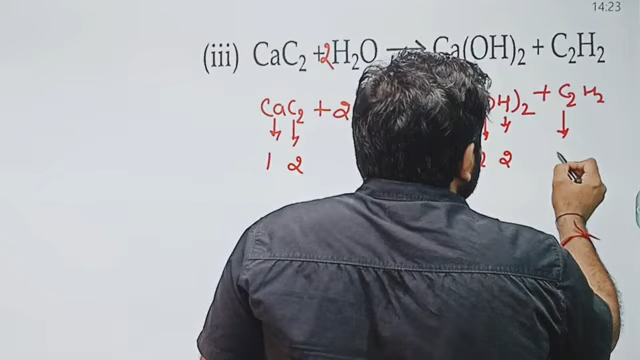 14:23
(iii) CaC₂ + 2H₂O ⟶ Ca(OH)₂ + C₂H₂
CaC₂ + 2 H)₂ + C₂H₂
1 2 2 2